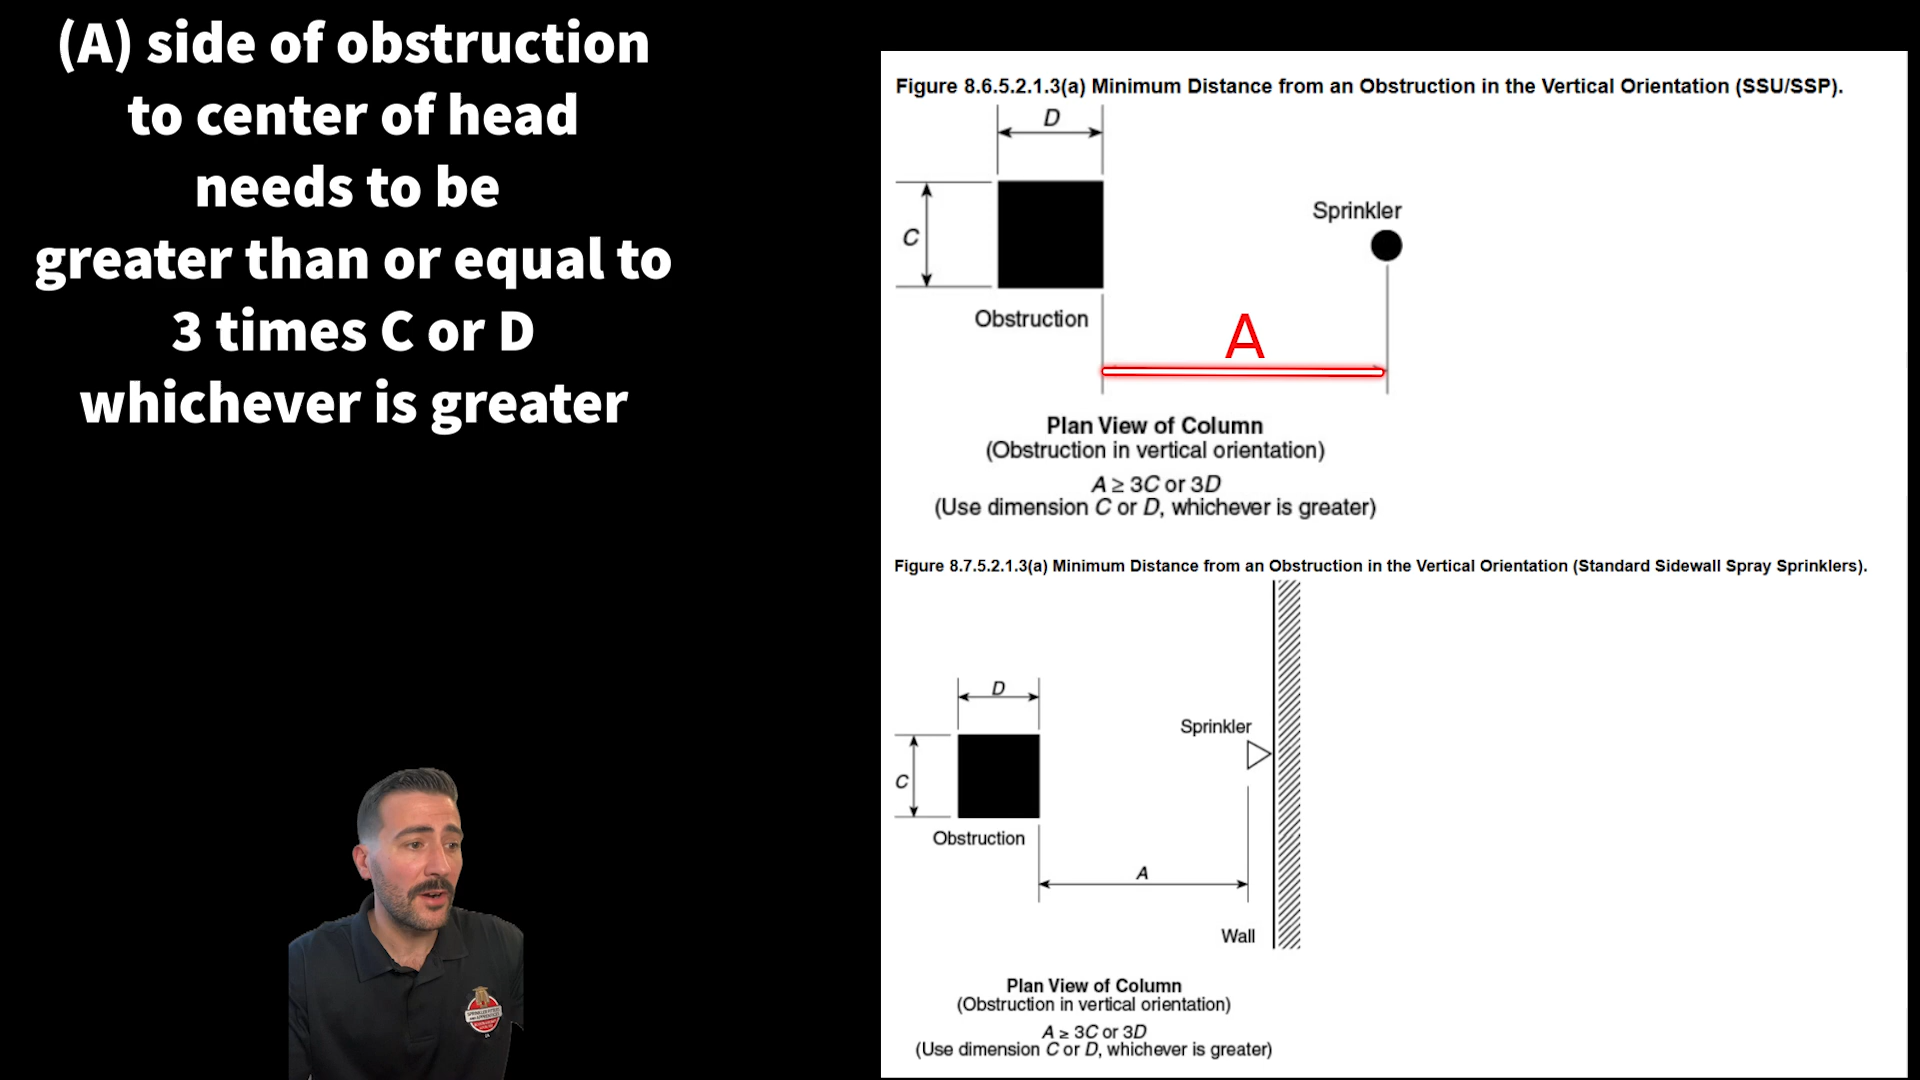 (A) side of obstruction
to center of head
needs to be
greater than or equal to
3 times C or D
whichever is greater
Figure 8.6.5.2.1.3(a) Minimum Distance from an Obstruction in the Vertical Orientation (SSU/SSP).
D
Sprinkler
C
Obstruction
A
Plan View of Column
(Obstruction in vertical orientation)
A ≥ 3C or 3D
(Use dimension C or D, whichever is greater)
Figure 8.7.5.2.1.3(a) Minimum Distance from an Obstruction in the Vertical Orientation (Standard Sidewall Spray Sprinklers).
D
Sprinkler
C
Obstruction
A
Wall
Plan View of Column
(Obstruction in vertical orientation)
A ≥ 3C or 3D
(Use dimension C or D, whichever is greater)